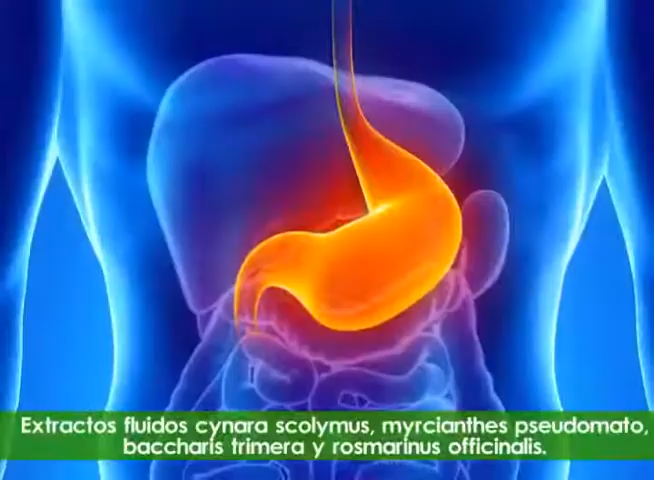 Extractos fluidos cynara scolymus, myrcianthes pseudomato,
baccharis trimera y rosmarinus officinalis.